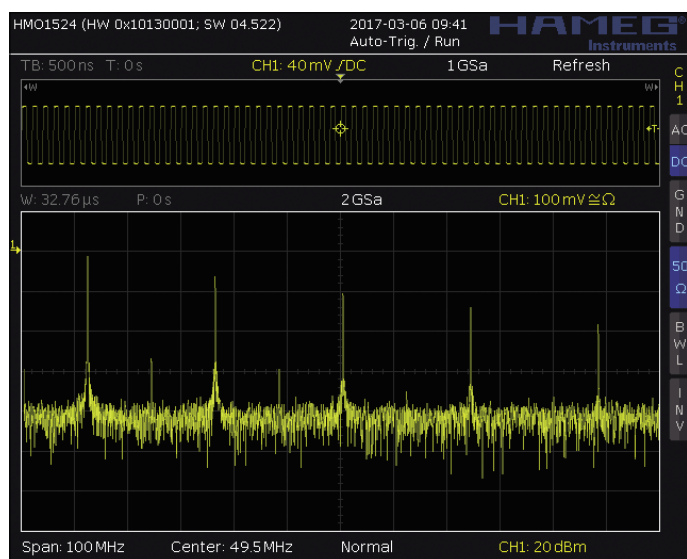 HMO1524 (HW 0x10130001; SW 04.522)
2017-03-06 09:41
Auto-Trig. / Run
HAMEG®
Instruments
TB: 500 ns T: 0 s CH1: 40 mV / DC 1 GSa Refresh
W W
T
W: 32.76 µs P: 0 s 2 GSa CH1: 100 mV ≅ Ω
1
Span: 100 MHz Center: 49.5 MHz Normal CH1: 20 dBm
CH1
AC
DC
GND
50
Ω
BWL
INV